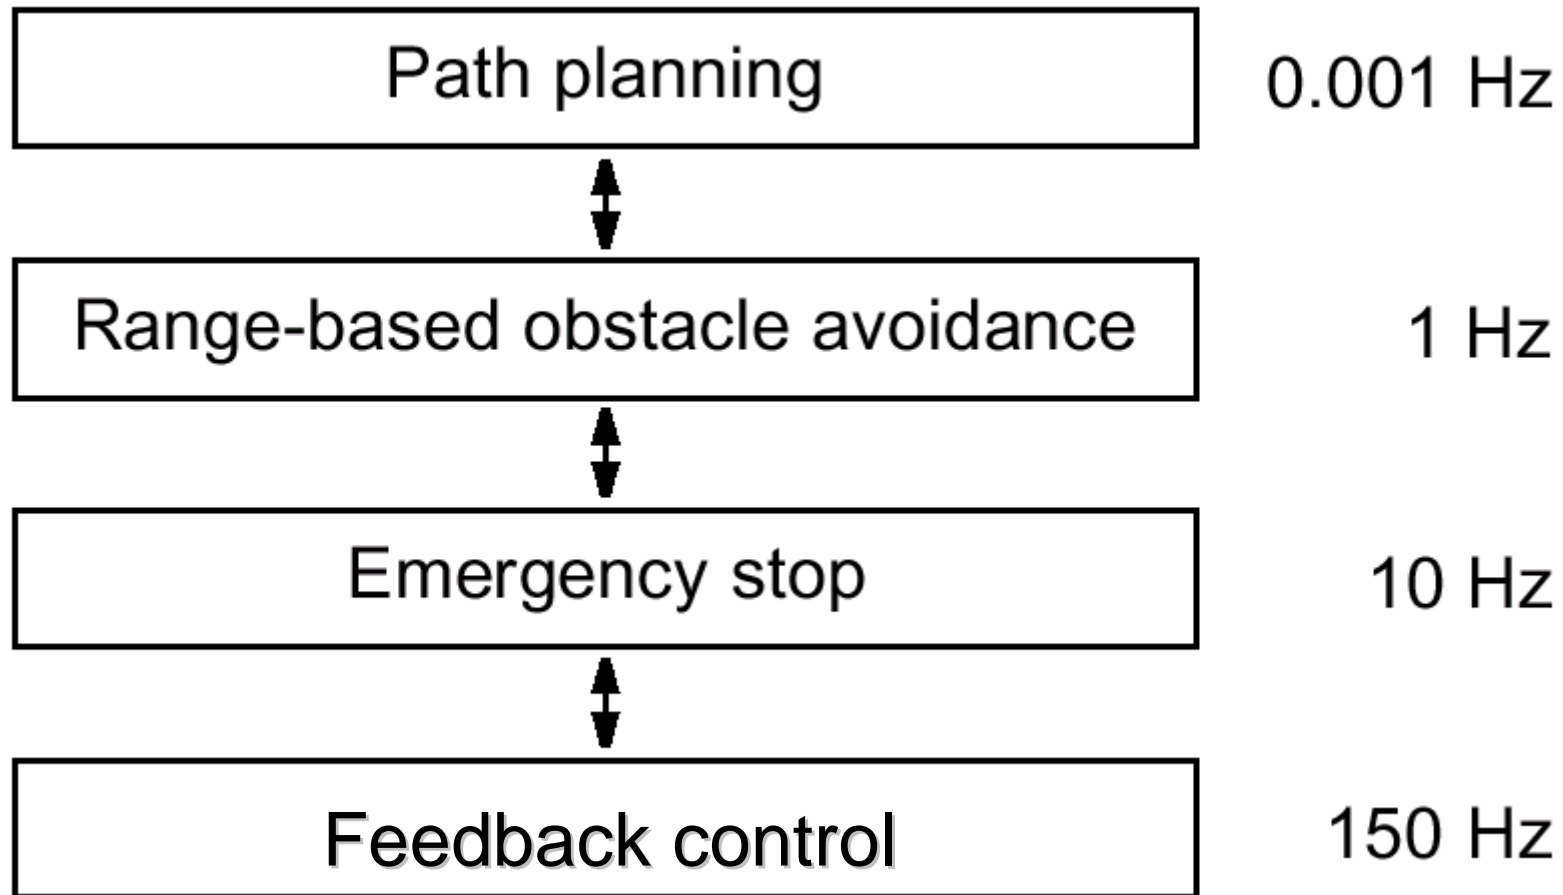 Path planning
0.001 Hz
Range-based obstacle avoidance
1 Hz
Emergency stop
10 Hz
Feedback control
150 Hz